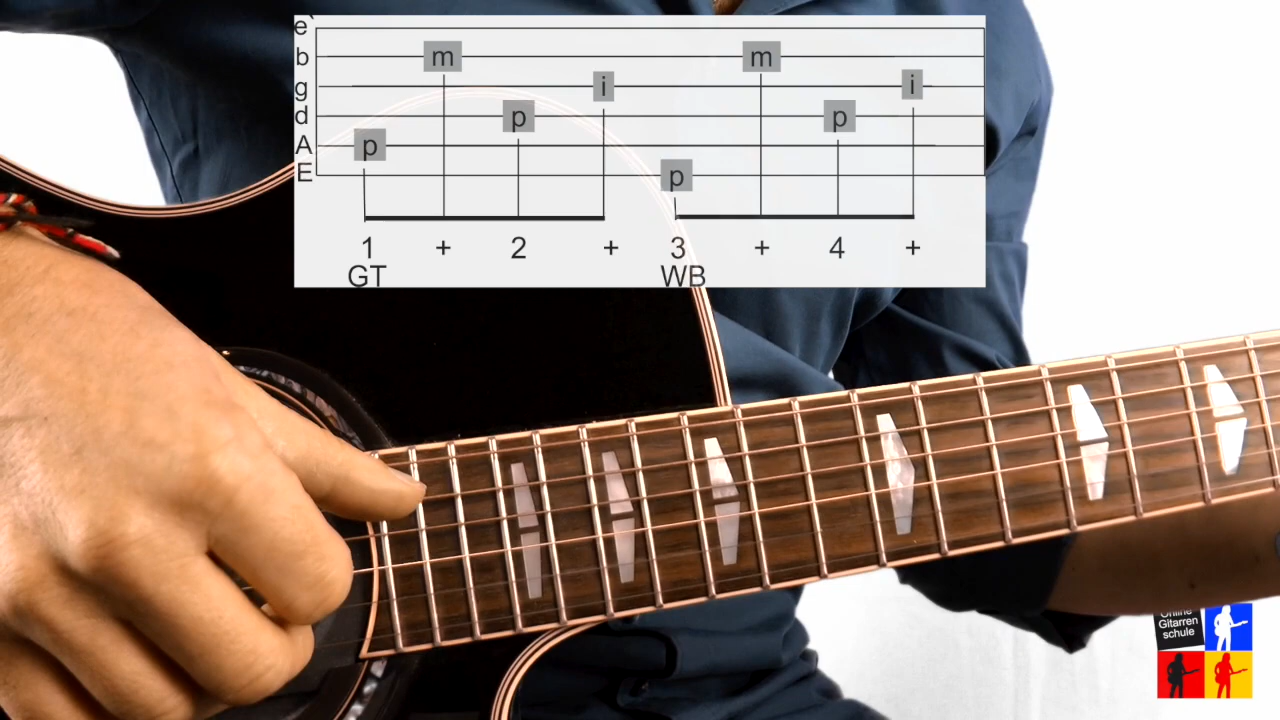 e`
b m m
g i i
d p p
A p
E p
1 + 2 + 3 + 4 +
GT WB
Online
Gitarren
schule